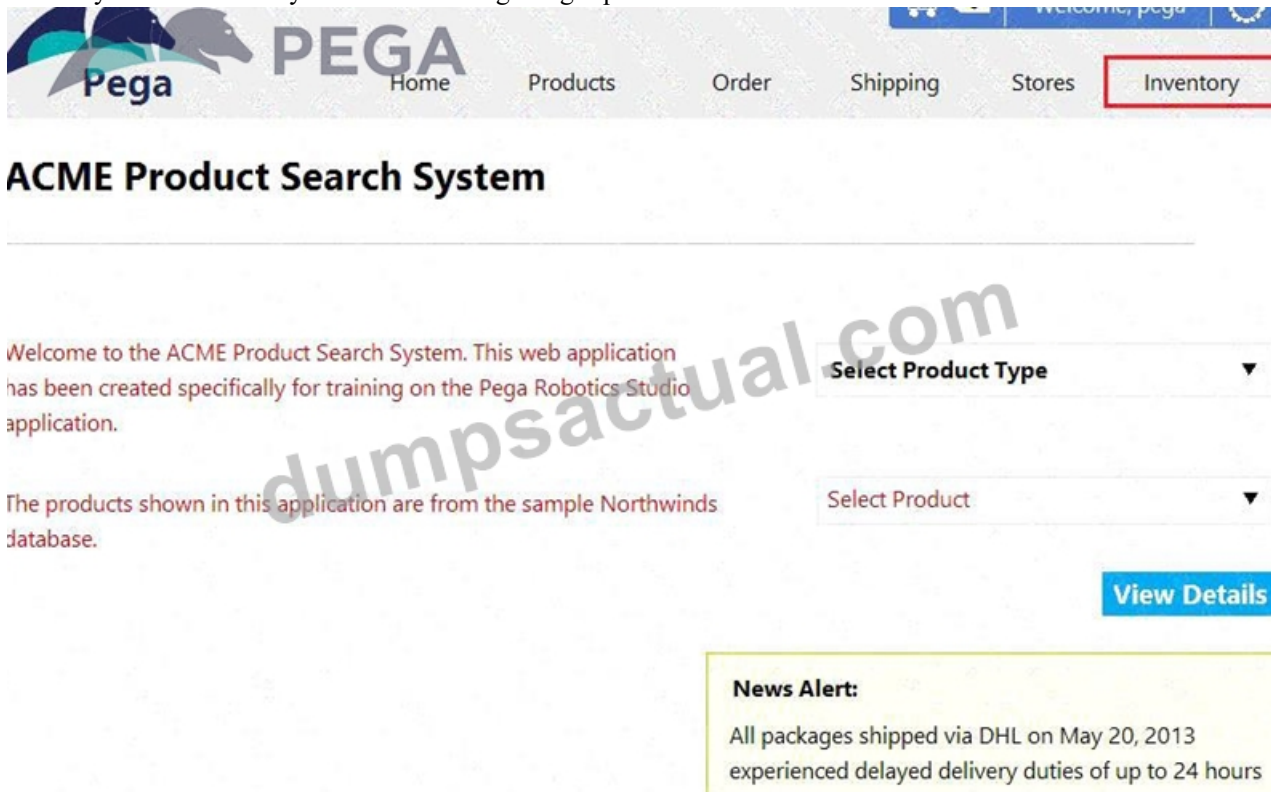 Welcome, pega
PEGA
Pega
Home Products Order Shipping Stores Inventory
ACME Product Search System
Welcome to the ACME Product Search System. This web application
has been created specifically for training on the Pega Robotics Studio
application.
Select Product Type
dumpsactual.com
The products shown in this application are from the sample Northwinds
database.
Select Product
View Details
News Alert:
All packages shipped via DHL on May 20, 2013
experienced delayed delivery duties of up to 24 hours